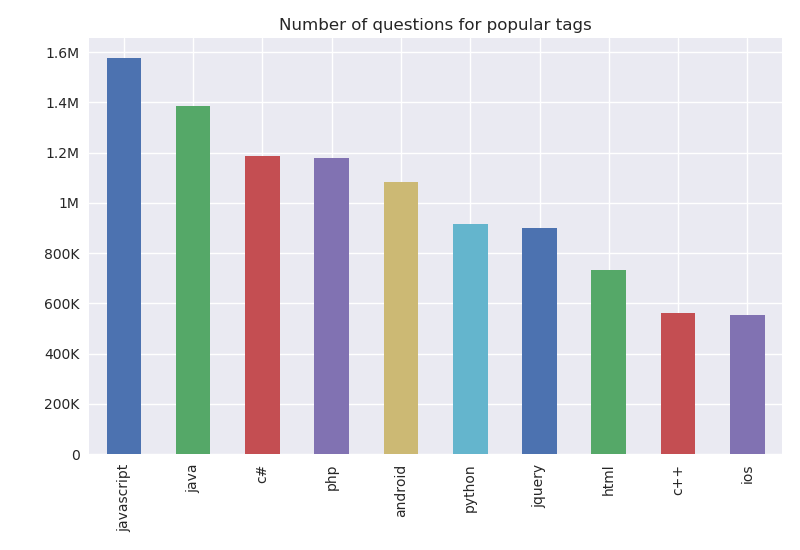 Number of questions for popular tags
1.6M
1.4M
1.2M
1M
800K
600K
400K
200K
0
javascript
java
c#
php
android
python
jquery
html
c++
ios